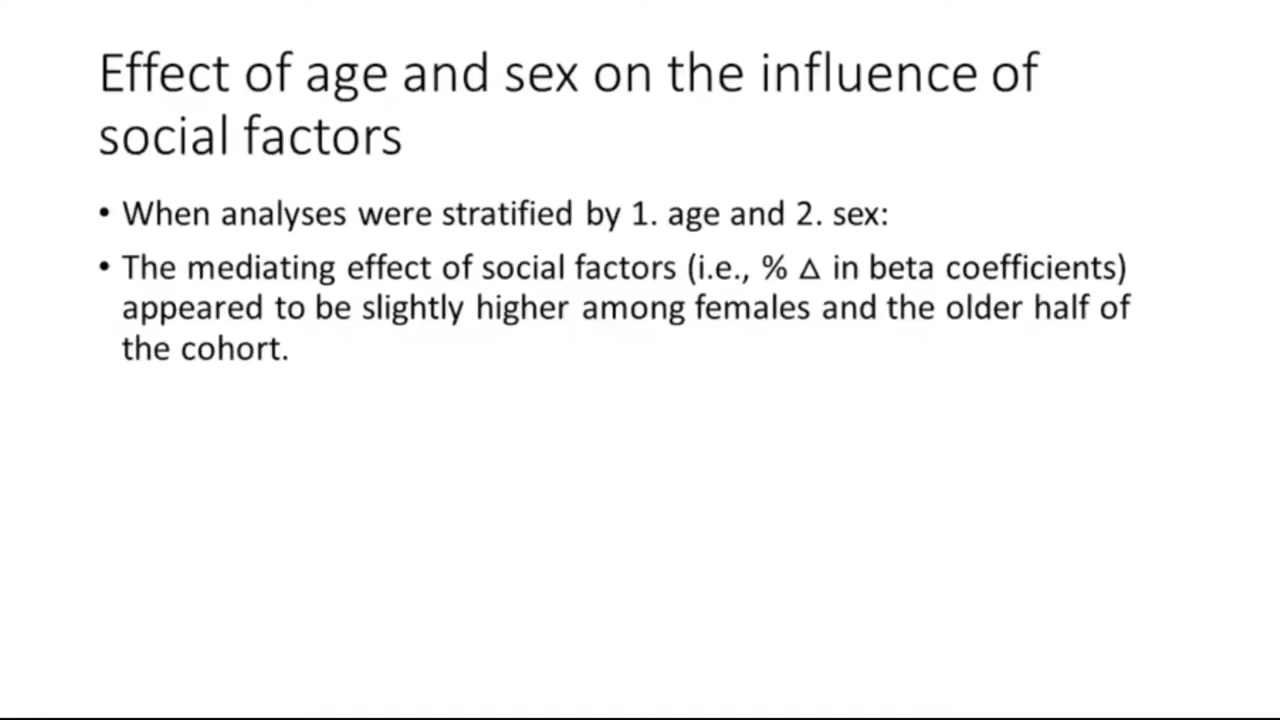 Effect of age and sex on the influence of
social factors
• When analyses were stratified by 1. age and 2. sex:
• The mediating effect of social factors (i.e., % Δ in beta coefficients)
appeared to be slightly higher among females and the older half of
the cohort.